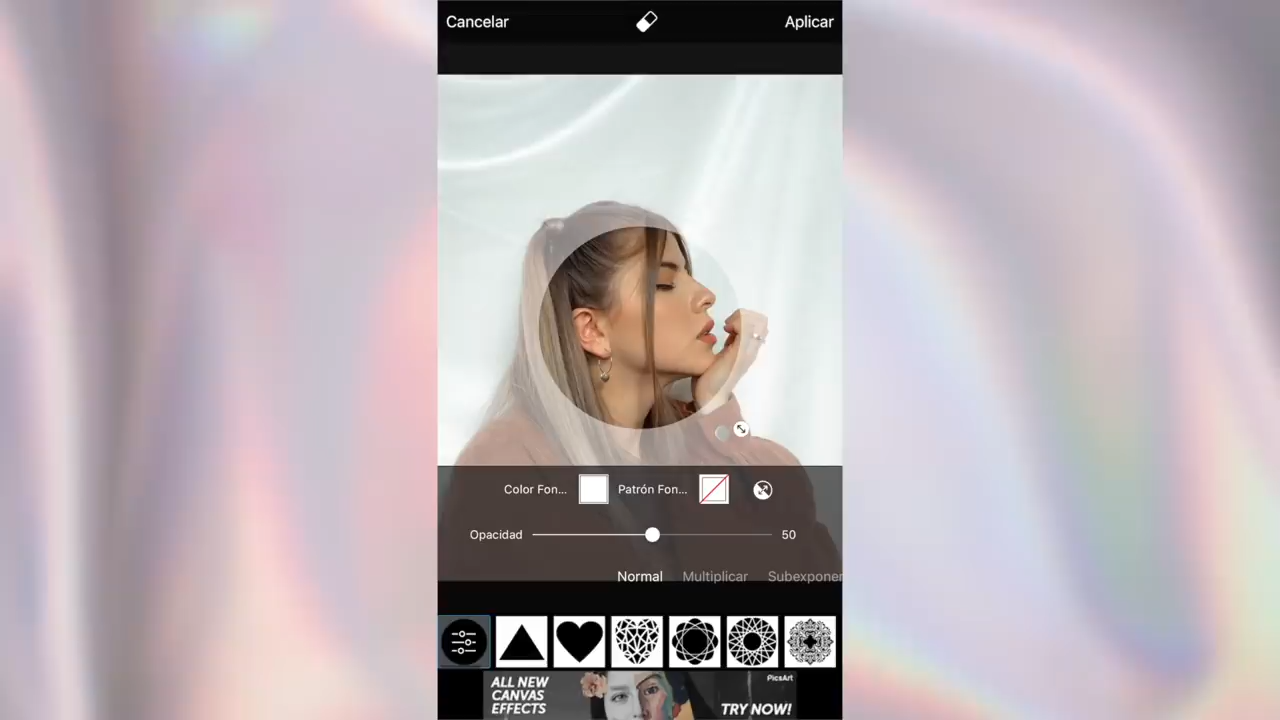 Cancelar
Aplicar
Color Fon...
Patrón Fon...
Opacidad
50
Normal
Multiplicar
Subexponer
ALL NEW
CANVAS
EFFECTS
PicsArt
TRY NOW!